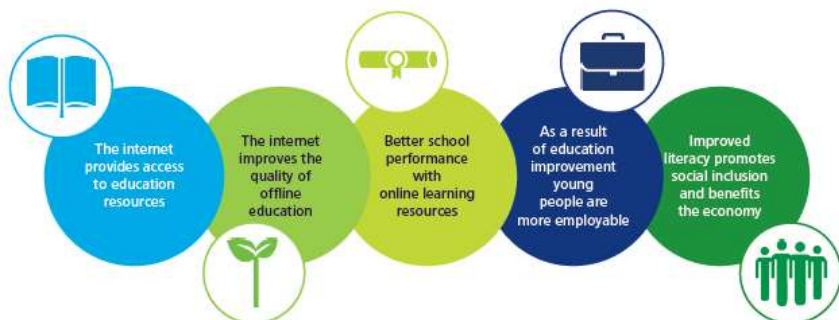 The internet
provides access
to education
resources
The internet
improves the
quality of
offline
education
Better school
performance
with
online learning
resources
As a result
of education
improvement
young
people are
more employable
Improved
literacy promotes
social inclusion
and benefits
the economy